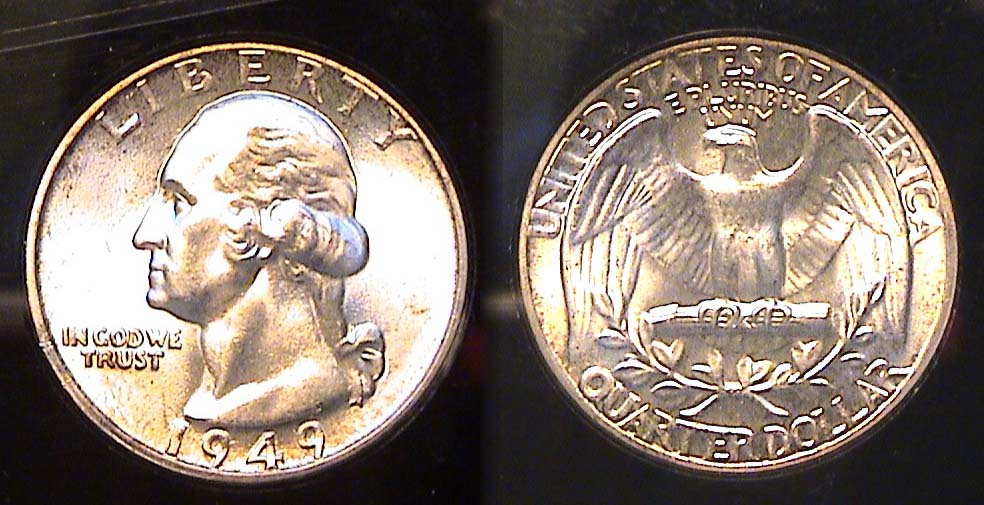 LIBERTY
IN GOD WE
TRUST
1949
UNITED STATES OF AMERICA
E PLURIBUS
UNUM
QUARTER DOLLAR